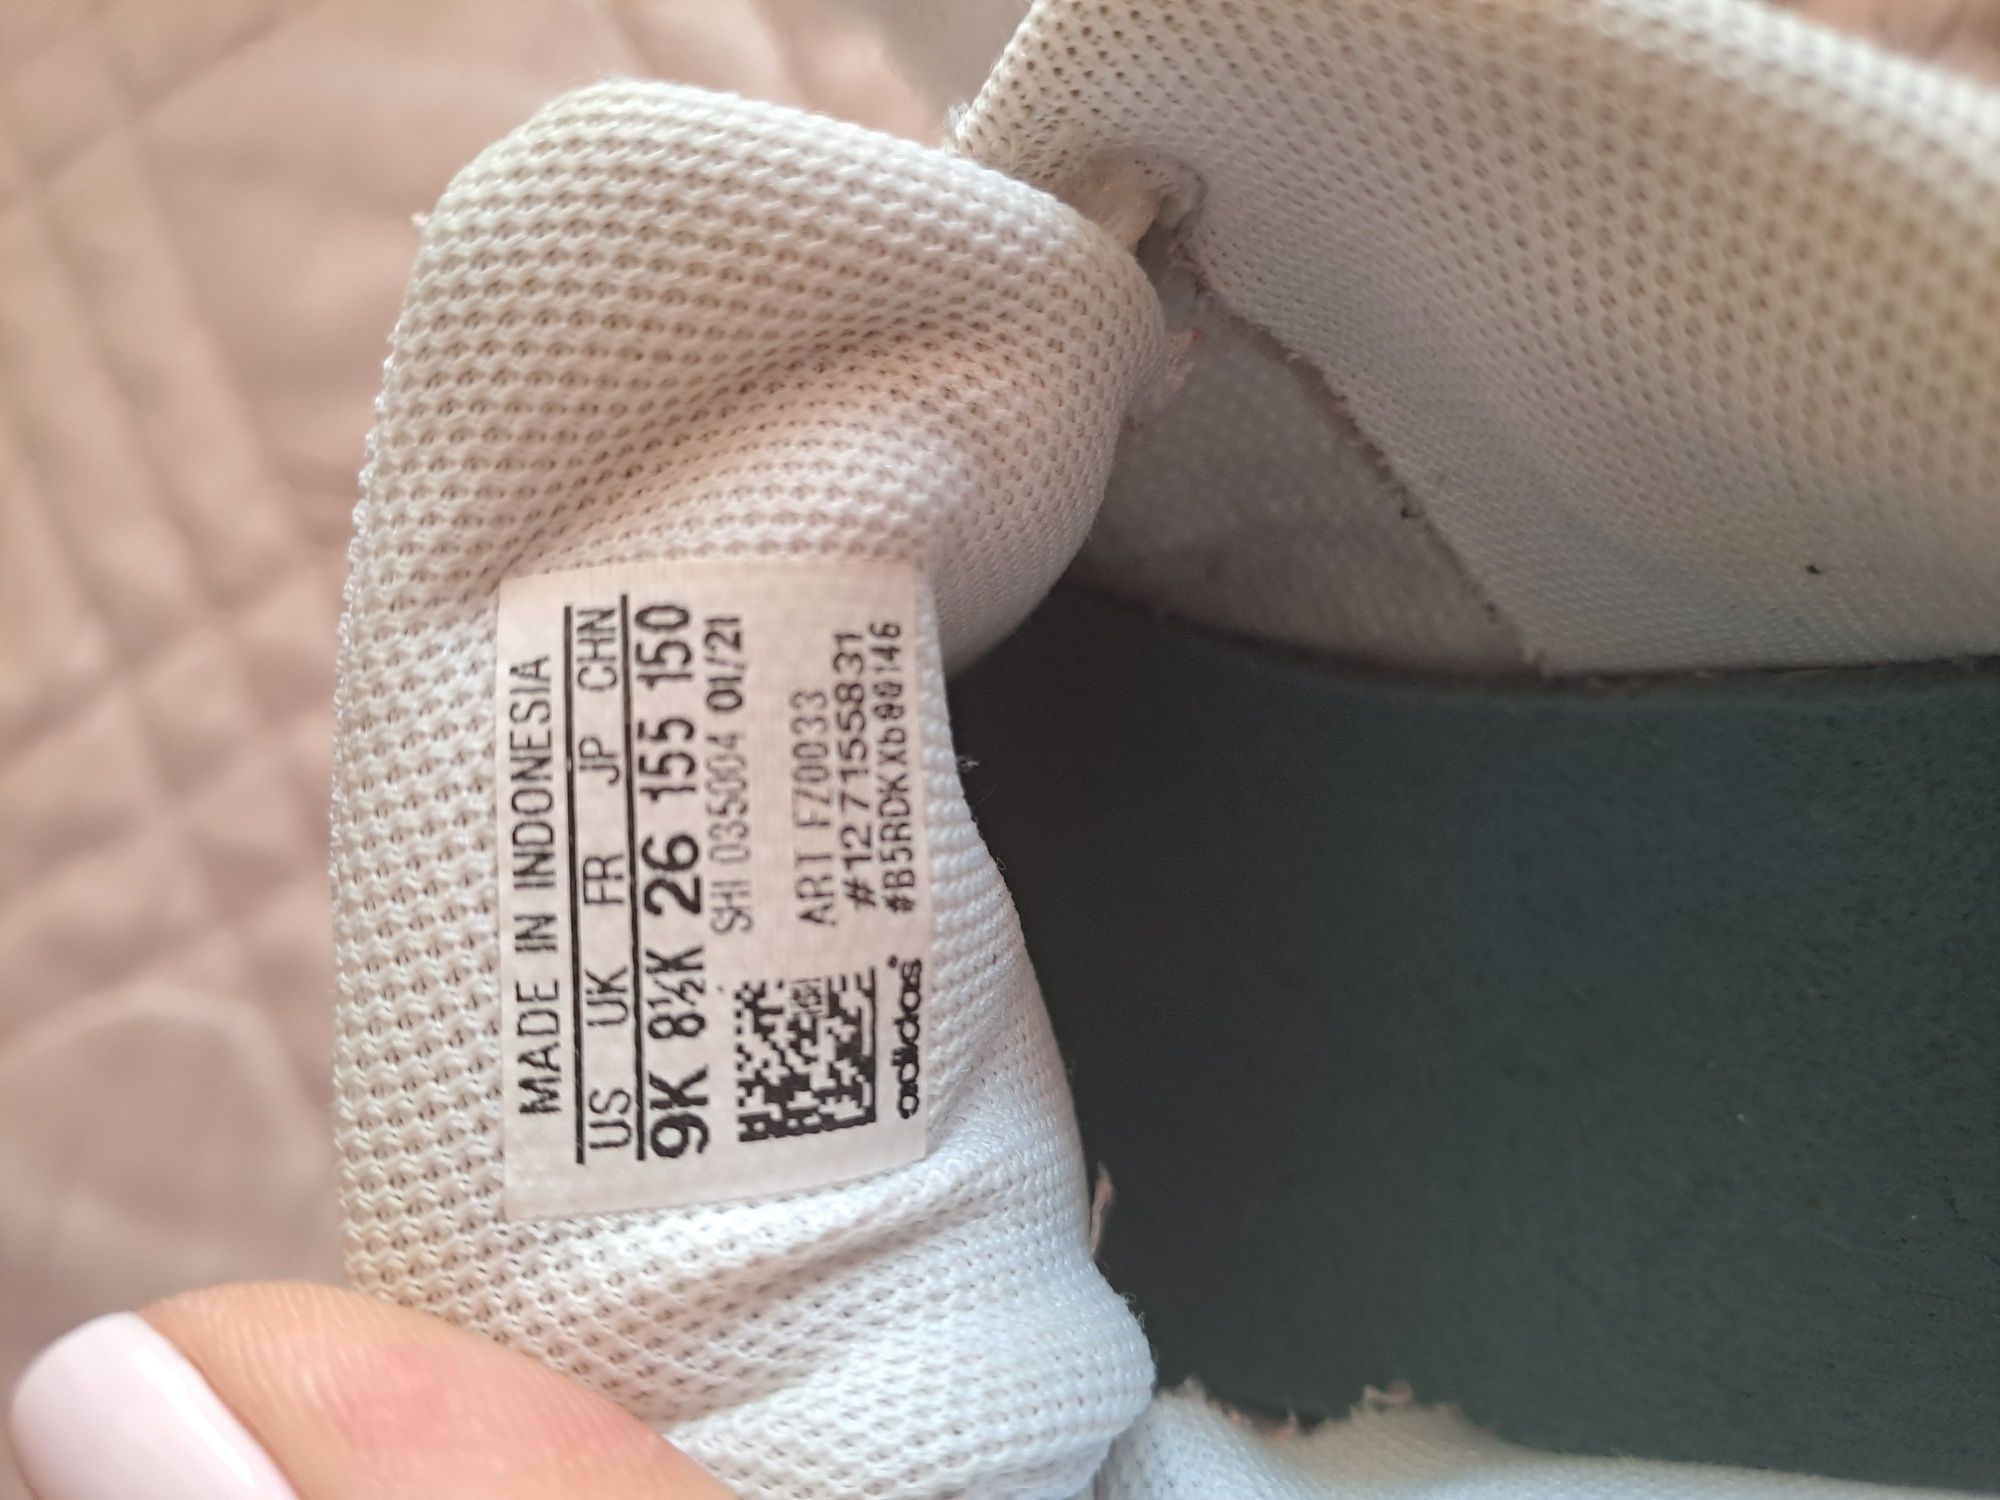 MADE IN INDONESIA
US UK FR JP CHN
9K 8½K 26 155 150
SHI 035004 01/21
ART FZ0033
#127155831
#B5RDKXXb00146
adidas